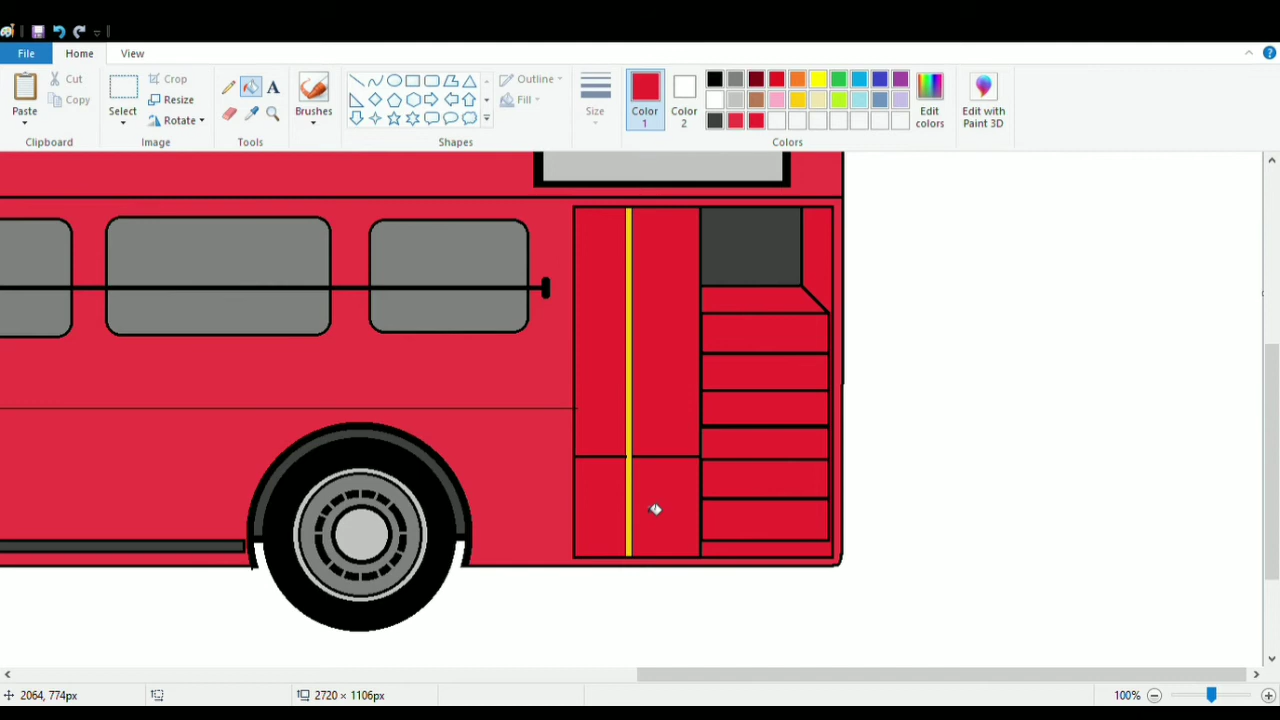 File Home View
Paste
Cut
Copy
Clipboard
Select
Crop
Resize
Rotate
Image
A
Tools
Brushes
Outline
Fill
Shapes
Size
Color 1
Color 2
Edit colors
Edit with Paint 3D
Colors
2064, 774px 2720 × 1106px 100%